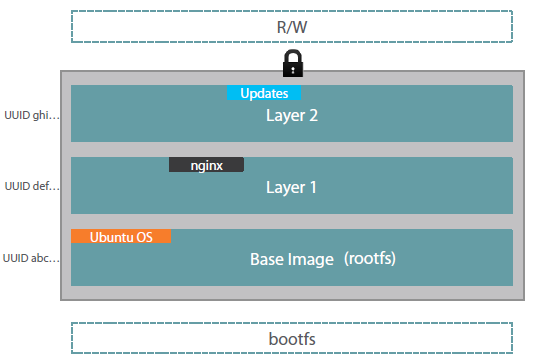 R/W
Updates
UUID ghi...
Layer 2
nginx
UUID def...
Layer 1
Ubuntu OS
UUID abc...
Base Image (rootfs)
bootfs